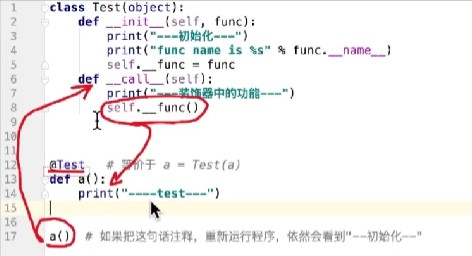 1 class Test(object):
2 def __init__(self, func):
3 print("---初始化---")
4 print("func name is %s" % func.__name__)
5 self.__func = func
6 def __call__(self):
7 print("---装饰器中的功能---")
8 self.__func()
9
10
11
12 @Test # 等价于 a = Test(a)
13 def a():
14 print("----test---")
15
16
17 a() # 如果把这句话注释，重新运行程序，依然会看到"--初始化--"